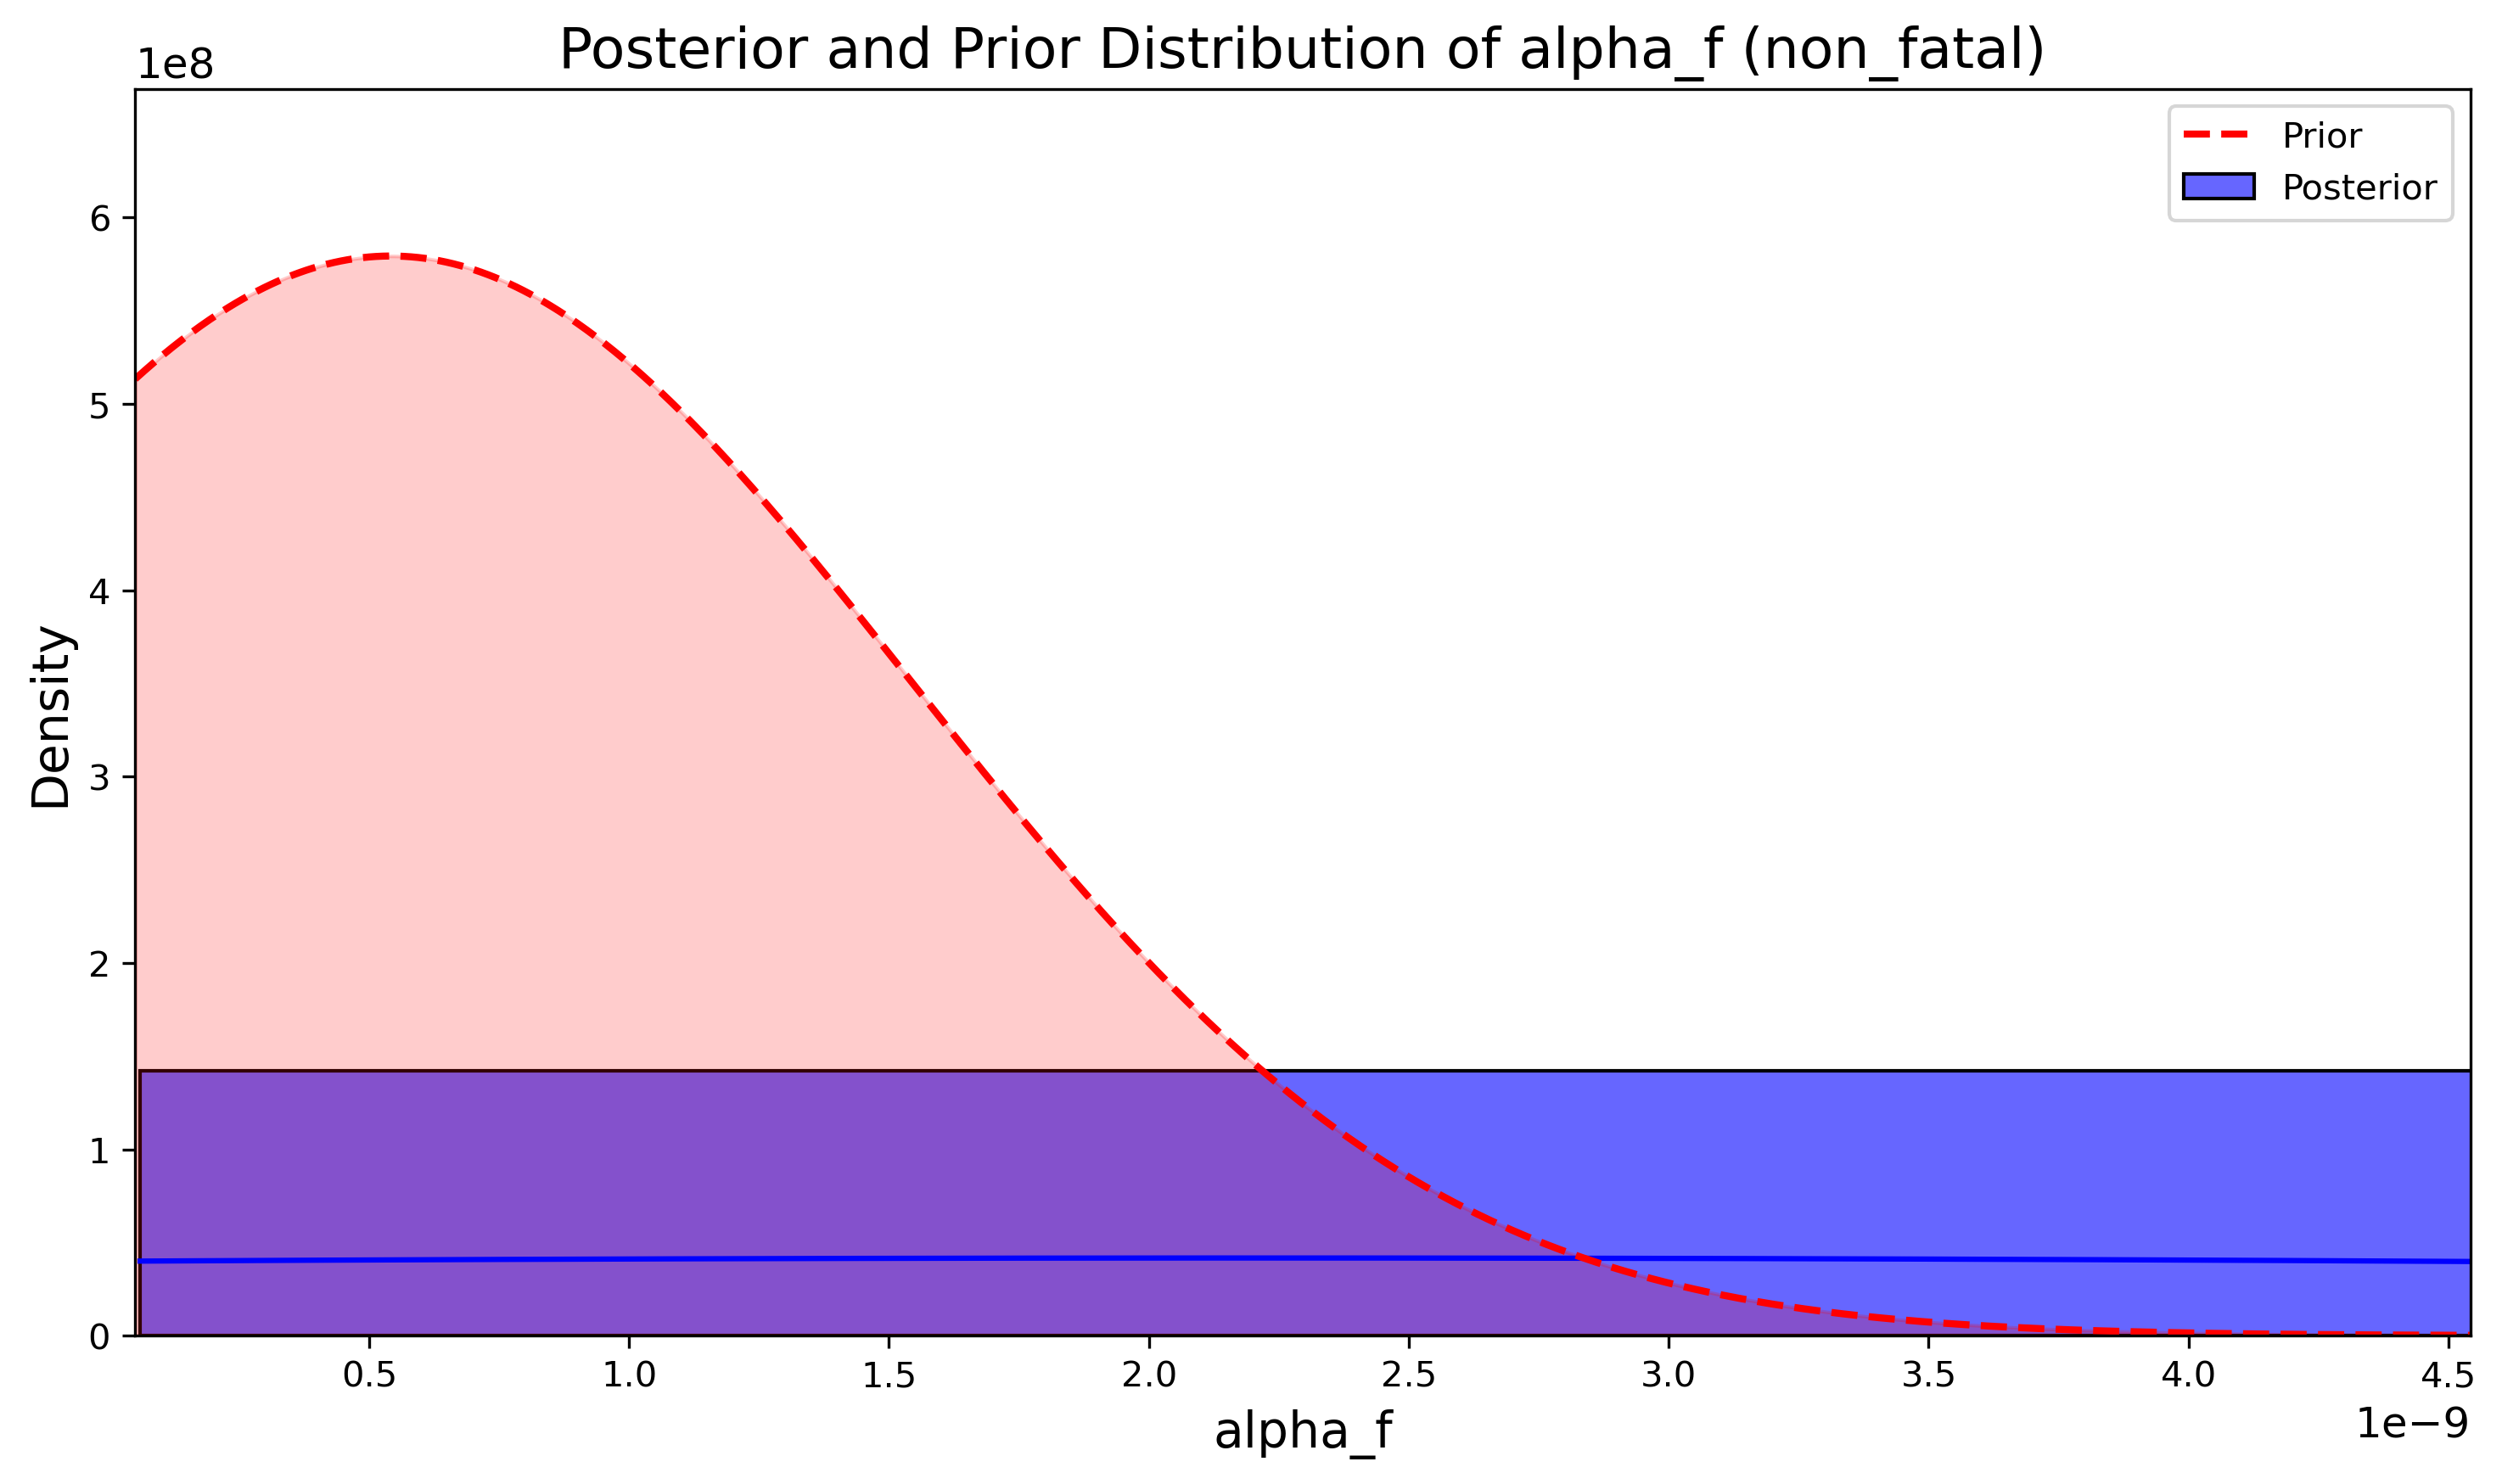 Posterior and Prior Distribution of alpha_f (non_fatal)
1e8
Prior
Posterior
6
5
4
3
2
1
0
Density
0.5 1.0 1.5 2.0 2.5 3.0 3.5 4.0 4.5
1e−9
alpha_f